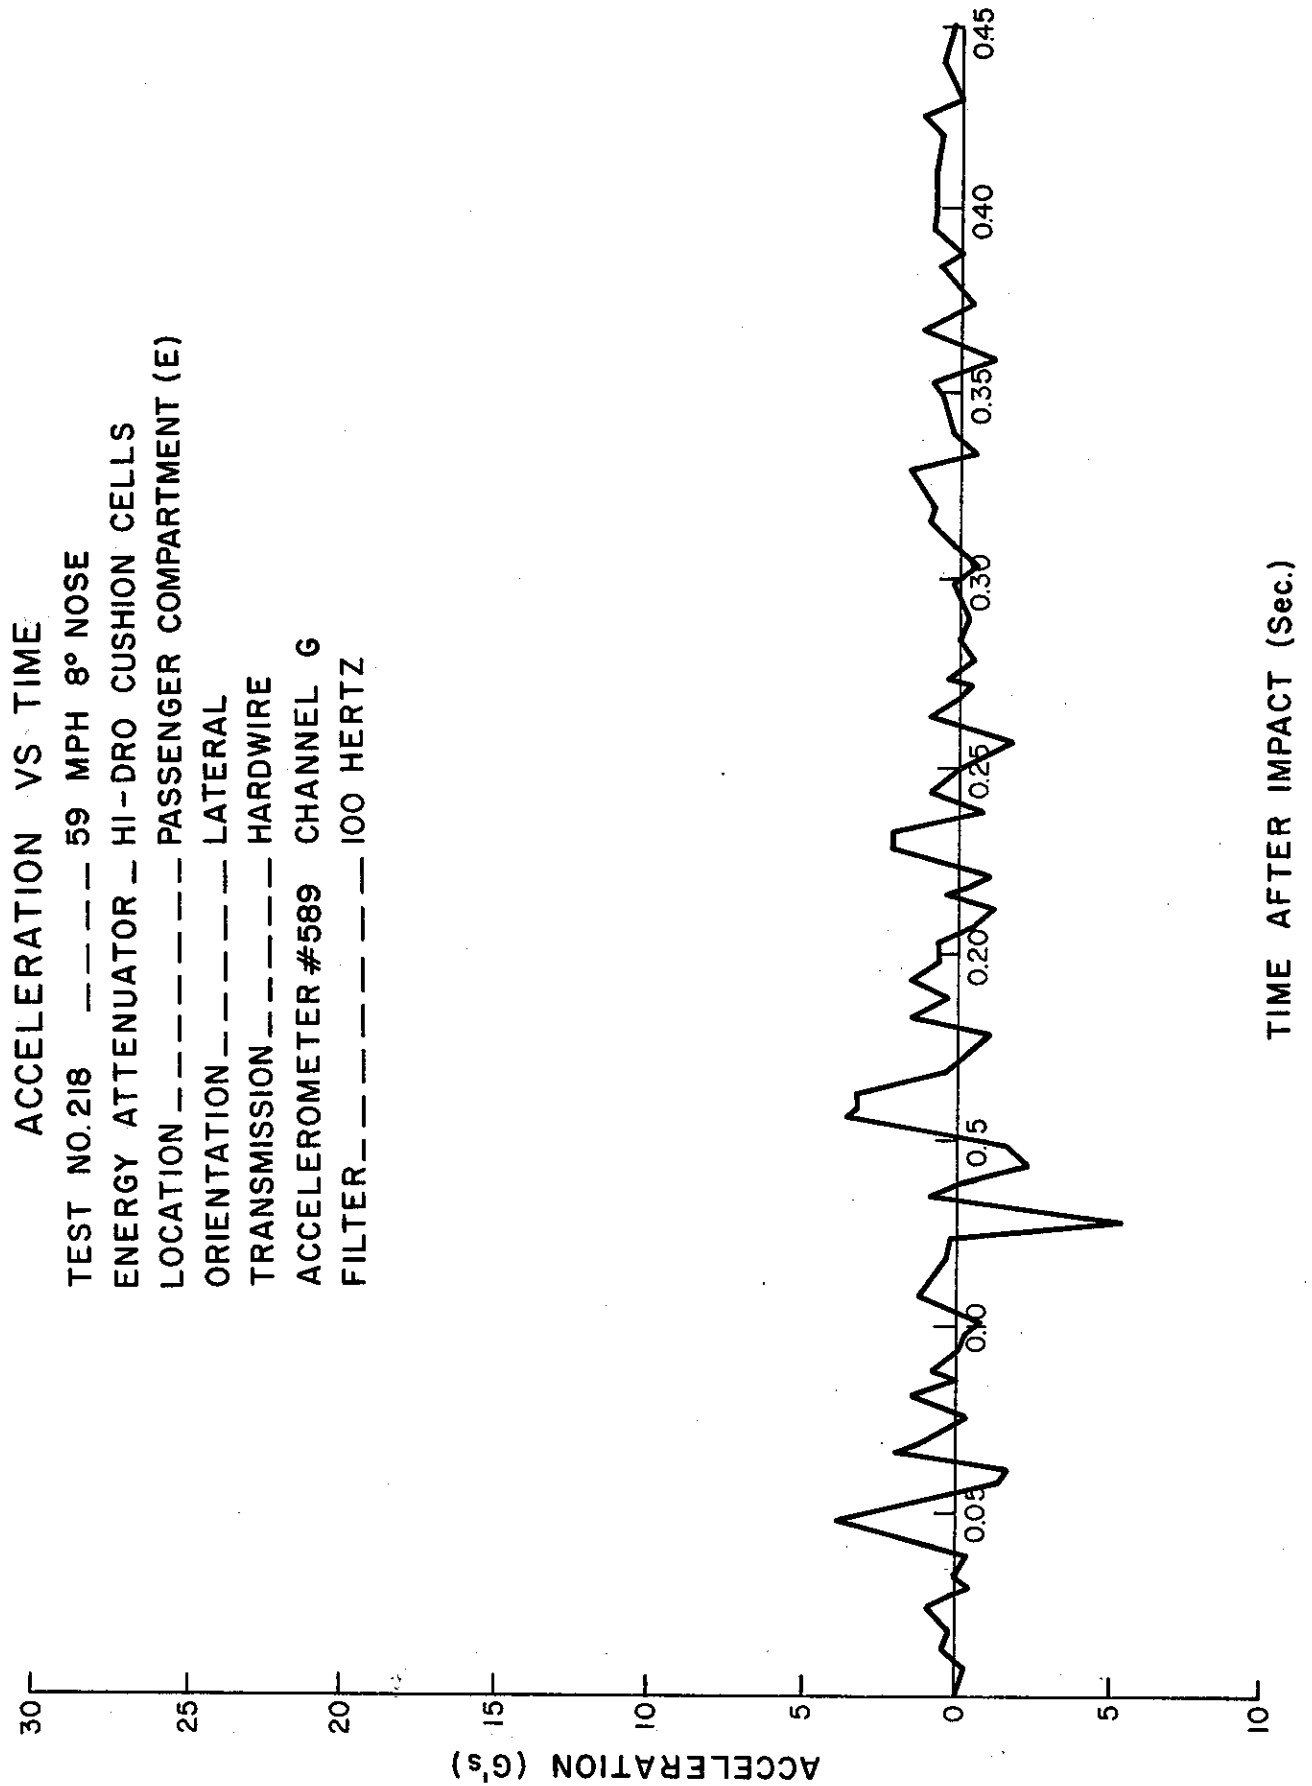 ACCELERATION VS TIME
TEST NO. 218 ---- 59 MPH 8° NOSE
ENERGY ATTENUATOR _ HI-DRO CUSHION CELLS
LOCATION ------- PASSENGER COMPARTMENT (E)
ORIENTATION ----- LATERAL
TRANSMISSION ----- HARDWIRE
ACCELEROMETER #589 CHANNEL G
FILTER ------- 100 HERTZ
ACCELERATION (G's)
30
25
20
15
10
5
0
5
10
0.05
0.10
0.15
0.20
0.25
0.30
0.35
0.40
0.45
TIME AFTER IMPACT (Sec.)